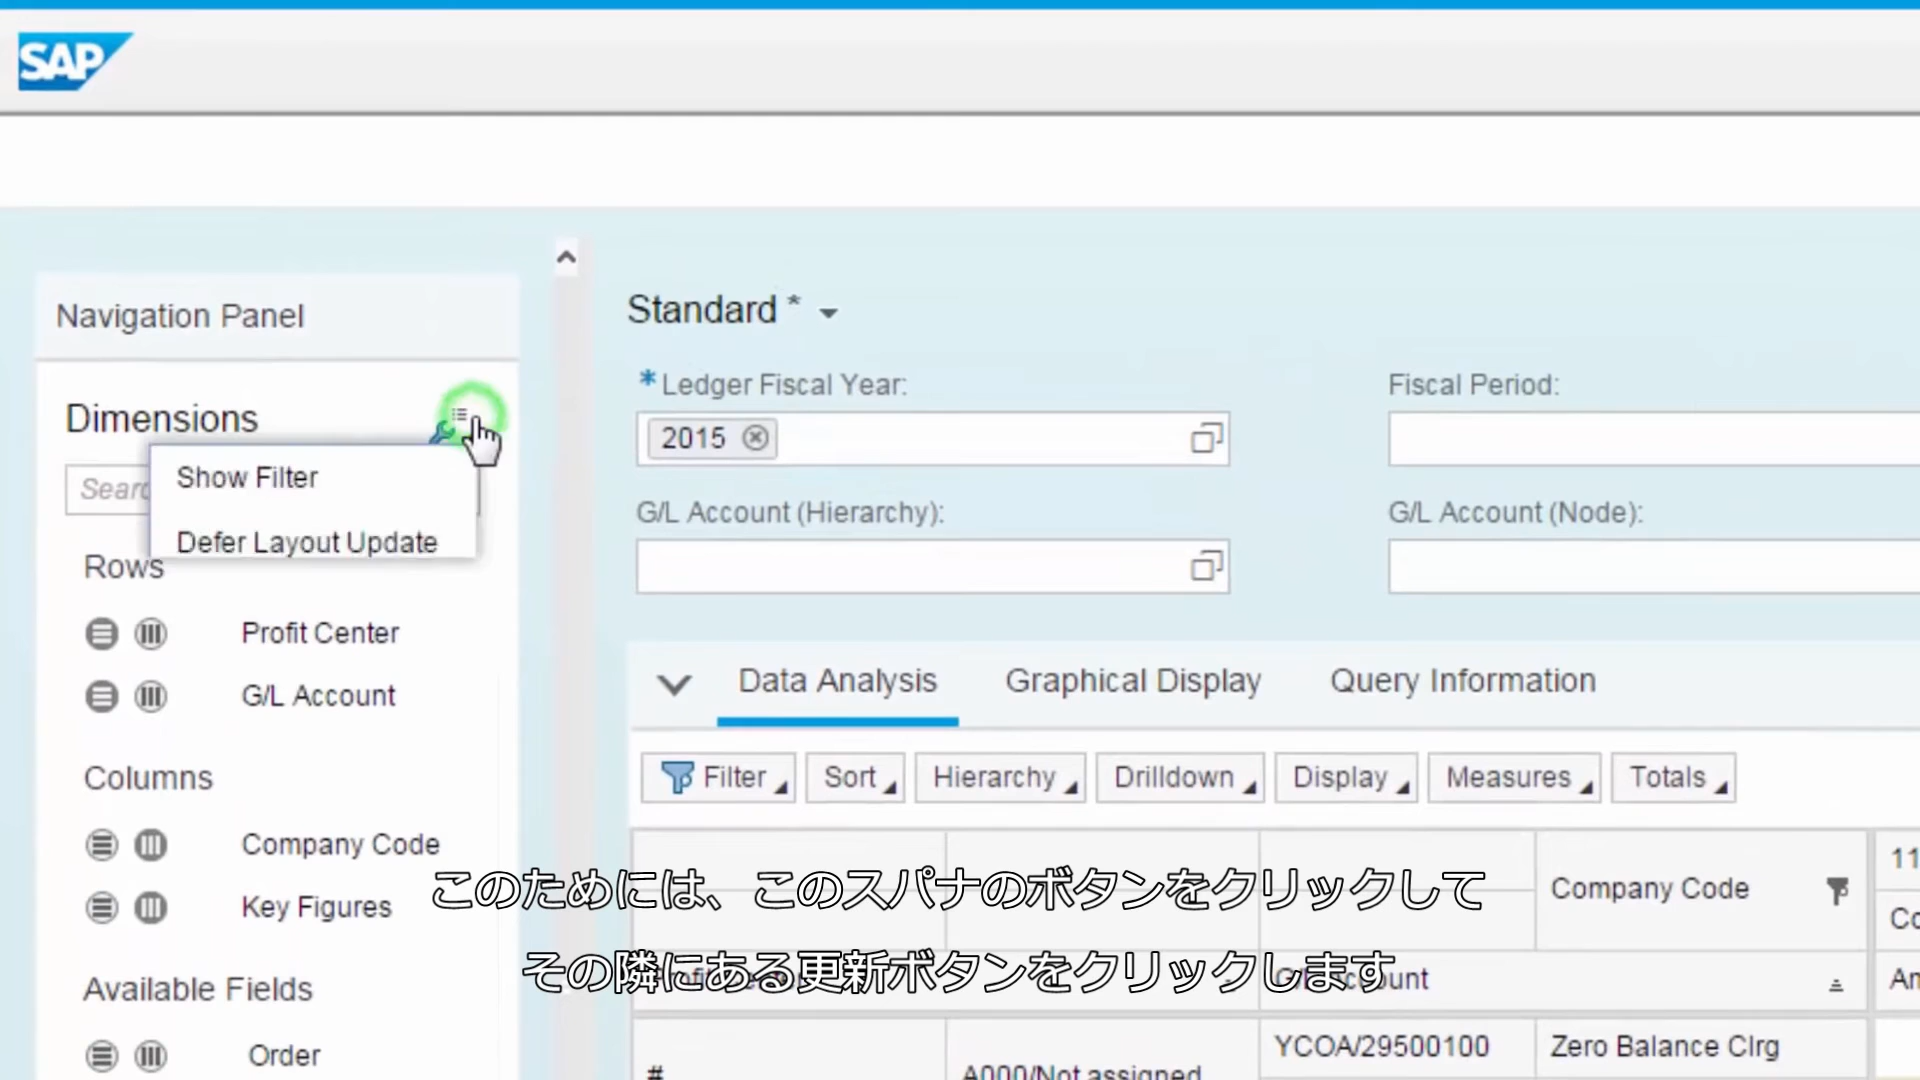 SAP
Navigation Panel
Dimensions
Show Filter
Defer Layout Update
Rows
Profit Center
G/L Account
Columns
Company Code
Key Figures
Available Fields
Order
Standard *
*Ledger Fiscal Year:
2015
Fiscal Period:
G/L Account (Hierarchy):
G/L Account (Node):
Data Analysis Graphical Display Query Information
Filter Sort Hierarchy Drilldown Display Measures Totals
Company Code
11
YCOA/29500100 Zero Balance Clrg
# A000/Not assigned
このためには、このスパナのボタンをクリックして
その隣にある更新ボタンをクリックします